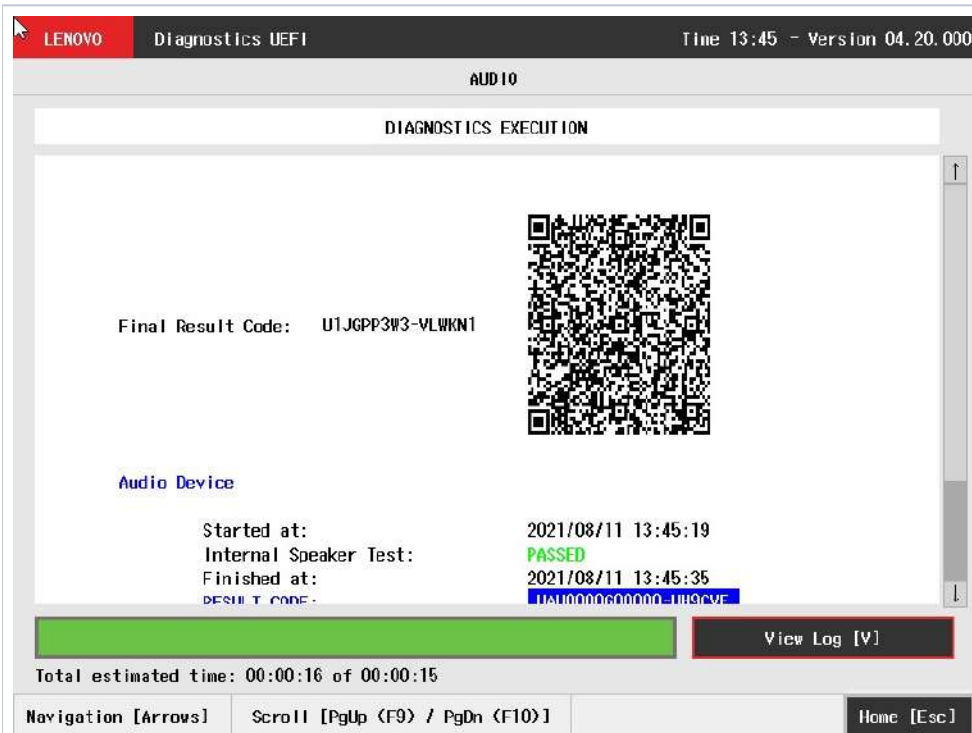 LENOVO Diagnostics UEFI Time 13:45 - Version 04.20.000
AUDIO
DIAGNOSTICS EXECUTION
↑
Final Result Code: U1JGPP3W3-VLWKN1
Audio Device
Started at: 2021/08/11 13:45:19
Internal Speaker Test: PASSED
Finished at: 2021/08/11 13:45:35
RESULT CODE:
↓
View Log [V]
Total estimated time: 00:00:16 of 00:00:15
Navigation [Arrows] Scroll [PgUp (F9) / PgDn (F10)] Home [Esc]